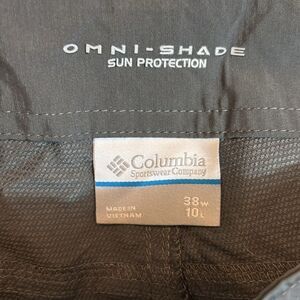 OMNI-SHADE
SUN PROTECTION
Columbia
Sportswear Company
MADE IN
VIETNAM
38W
10L